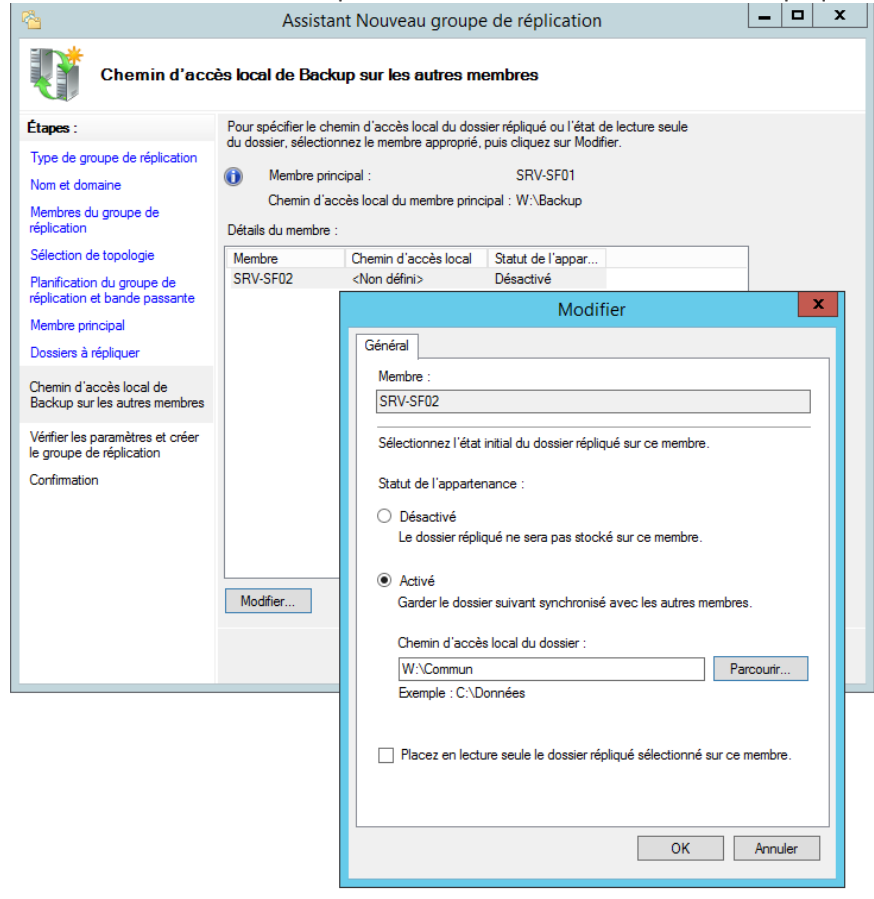 Assistant Nouveau groupe de réplication
Chemin d'accès local de Backup sur les autres membres
Étapes :
Type de groupe de réplication
Nom et domaine
Membres du groupe de
réplication
Sélection de topologie
Planification du groupe de
réplication et bande passante
Membre principal
Dossiers à répliquer
Chemin d'accès local de
Backup sur les autres membres
Vérifier les paramètres et créer
le groupe de réplication
Confirmation
Pour spécifier le chemin d'accès local du dossier répliqué ou l'état de lecture seule
du dossier, sélectionnez le membre approprié, puis cliquez sur Modifier.
Membre principal : SRV-SF01
Chemin d'accès local du membre principal : W:\Backup
Détails du membre :
Membre Chemin d'accès local Statut de l'appar...
SRV-SF02 <Non défini> Désactivé
Modifier...
Modifier
Général
Membre :
SRV-SF02
Sélectionnez l'état initial du dossier répliqué sur ce membre.
Statut de l'appartenance :
Désactivé
Le dossier répliqué ne sera pas stocké sur ce membre.
Activé
Garder le dossier suivant synchronisé avec les autres membres.
Chemin d'accès local du dossier :
W:\Commun
Parcourir...
Exemple : C:\Données
Placez en lecture seule le dossier répliqué sélectionné sur ce membre.
OK Annuler